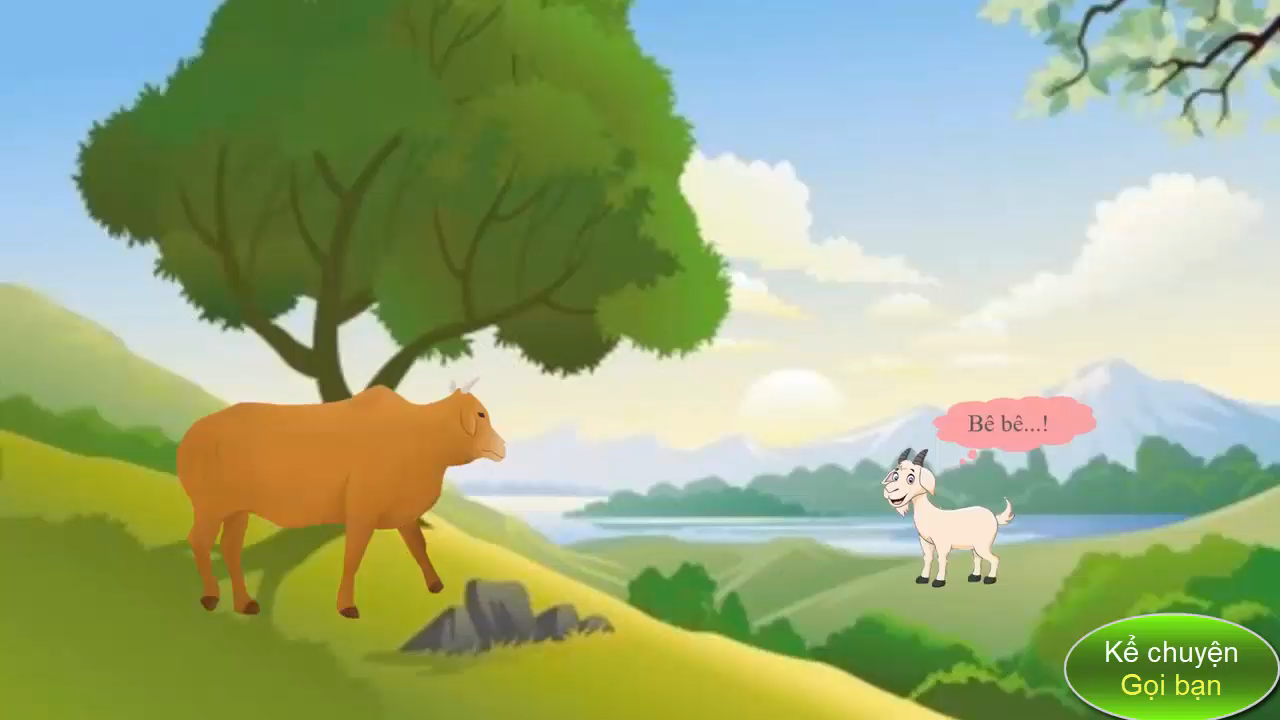 Bê bê...!
Kể chuyện
Gọi bạn